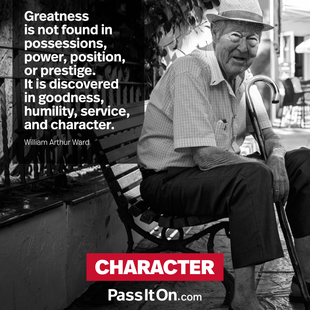 Greatness
is not found in
possessions,
power, position,
or prestige.
It is discovered
in goodness,
humility, service,
and character.
William Arthur Ward
CHARACTER
PassItOn.com